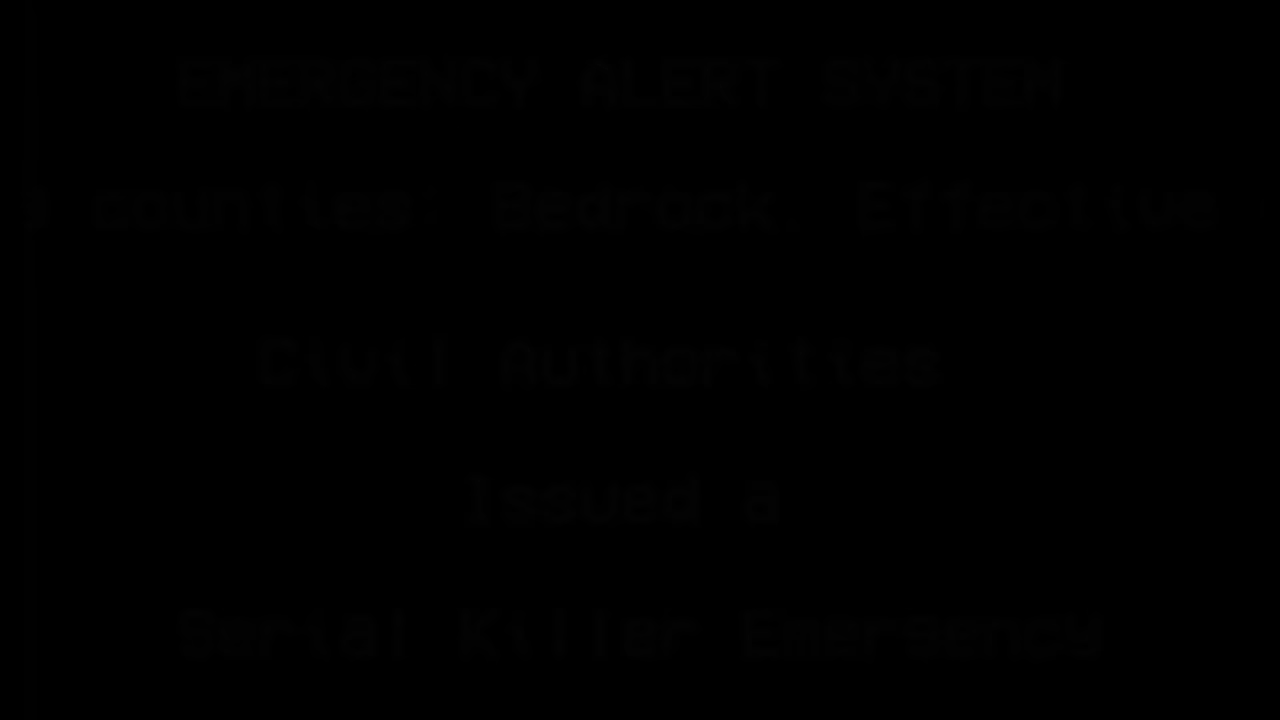 EMERGENCY ALERT SYSTEM
counties: Bedrock. Effective
Civil Authorities
Issued a
Serial Killer Emergency